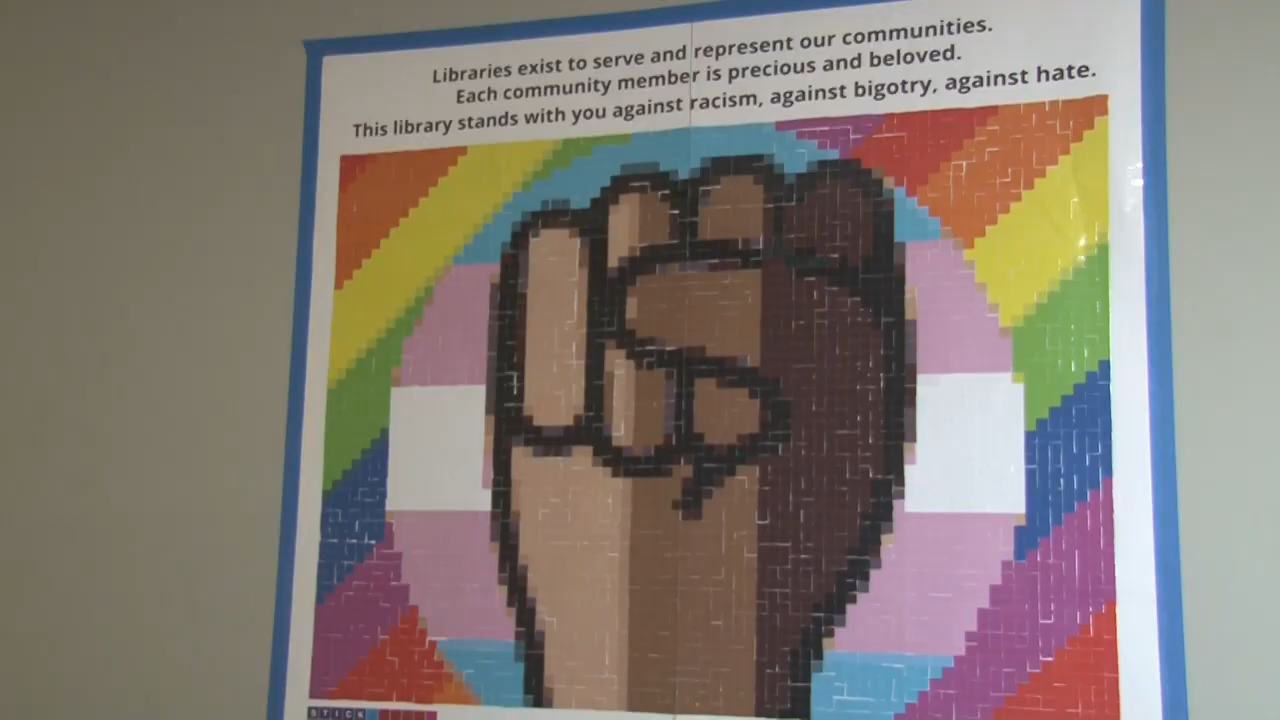 Libraries exist to serve and represent our communities.
Each community member is precious and beloved.
This library stands with you against racism, against bigotry, against hate.
STICK